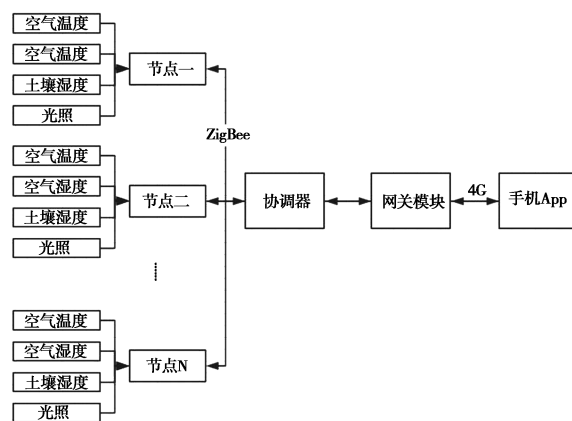 空气温度
空气温度
土壤湿度
光照
节点一
ZigBee
空气温度
空气湿度
土壤湿度
光照
节点二
协调器
网关模块
4G
手机App
空气温度
空气湿度
土壤湿度
光照
节点N